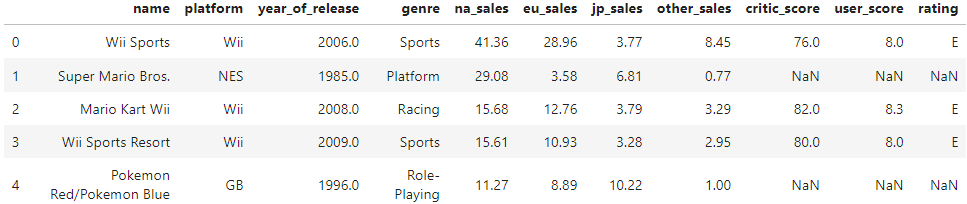 name platform year_of_release genre na_sales eu_sales jp_sales other_sales critic_score user_score rating
0 Wii Sports Wii 2006.0 Sports 41.36 28.96 3.77 8.45 76.0 8.0 E
1 Super Mario Bros. NES 1985.0 Platform 29.08 3.58 6.81 0.77 NaN NaN NaN
2 Mario Kart Wii Wii 2008.0 Racing 15.68 12.76 3.79 3.29 82.0 8.3 E
3 Wii Sports Resort Wii 2009.0 Sports 15.61 10.93 3.28 2.95 80.0 8.0 E
4 Pokemon Red/Pokemon Blue GB 1996.0 Role-Playing 11.27 8.89 10.22 1.00 NaN NaN NaN